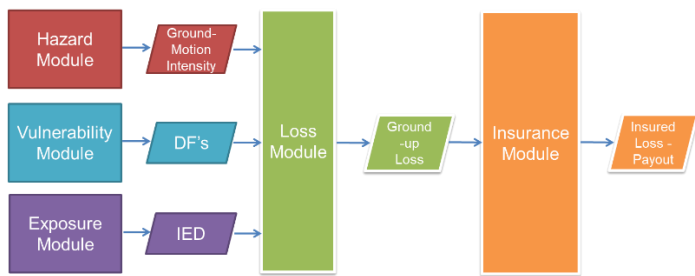 Hazard
Module
Ground-
Motion
Intensity
Vulnerability
Module
DF's
Exposure
Module
IED
Loss
Module
Ground
-up
Loss
Insurance
Module
Insured
Loss -
Payout